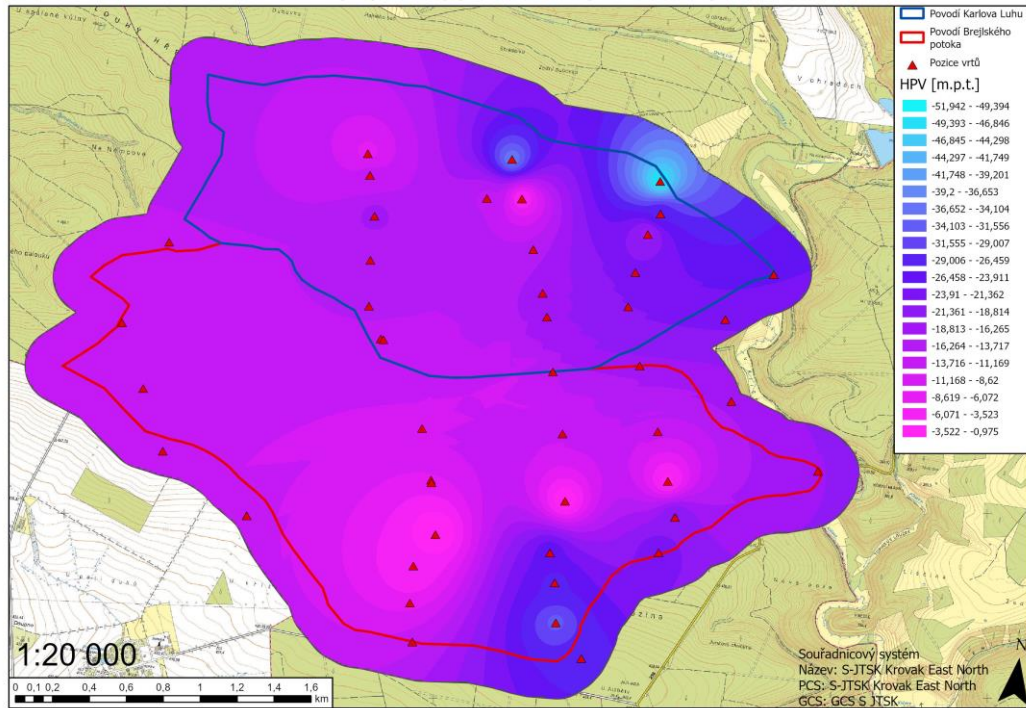 Povodí Karlova Luhu
Povodí Brejlského
potoka
Pozice vrtů
HPV [m.p.t.]
-51,942 - -49,394
-49,393 - -46,846
-46,845 - -44,298
-44,297 - -41,749
-41,748 - -39,201
-39,2 - -36,653
-36,652 - -34,104
-34,103 - -31,556
-31,555 - -29,007
-29,006 - -26,459
-26,458 - -23,911
-23,91 - -21,362
-21,361 - -18,814
-18,813 - -16,265
-16,264 - -13,717
-13,716 - -11,169
-11,168 - -8,62
-8,619 - -6,072
-6,071 - -3,523
-3,522 - -0,975
1:20 000
0 0,1 0,2 0,4 0,6 0,8 1 1,2 1,4 1,6
km
N
Souřadnicový systém
Název: S-JTSK Krovak East North
PCS: S-JTSK Krovak East North
GCS: GCS S JTSK